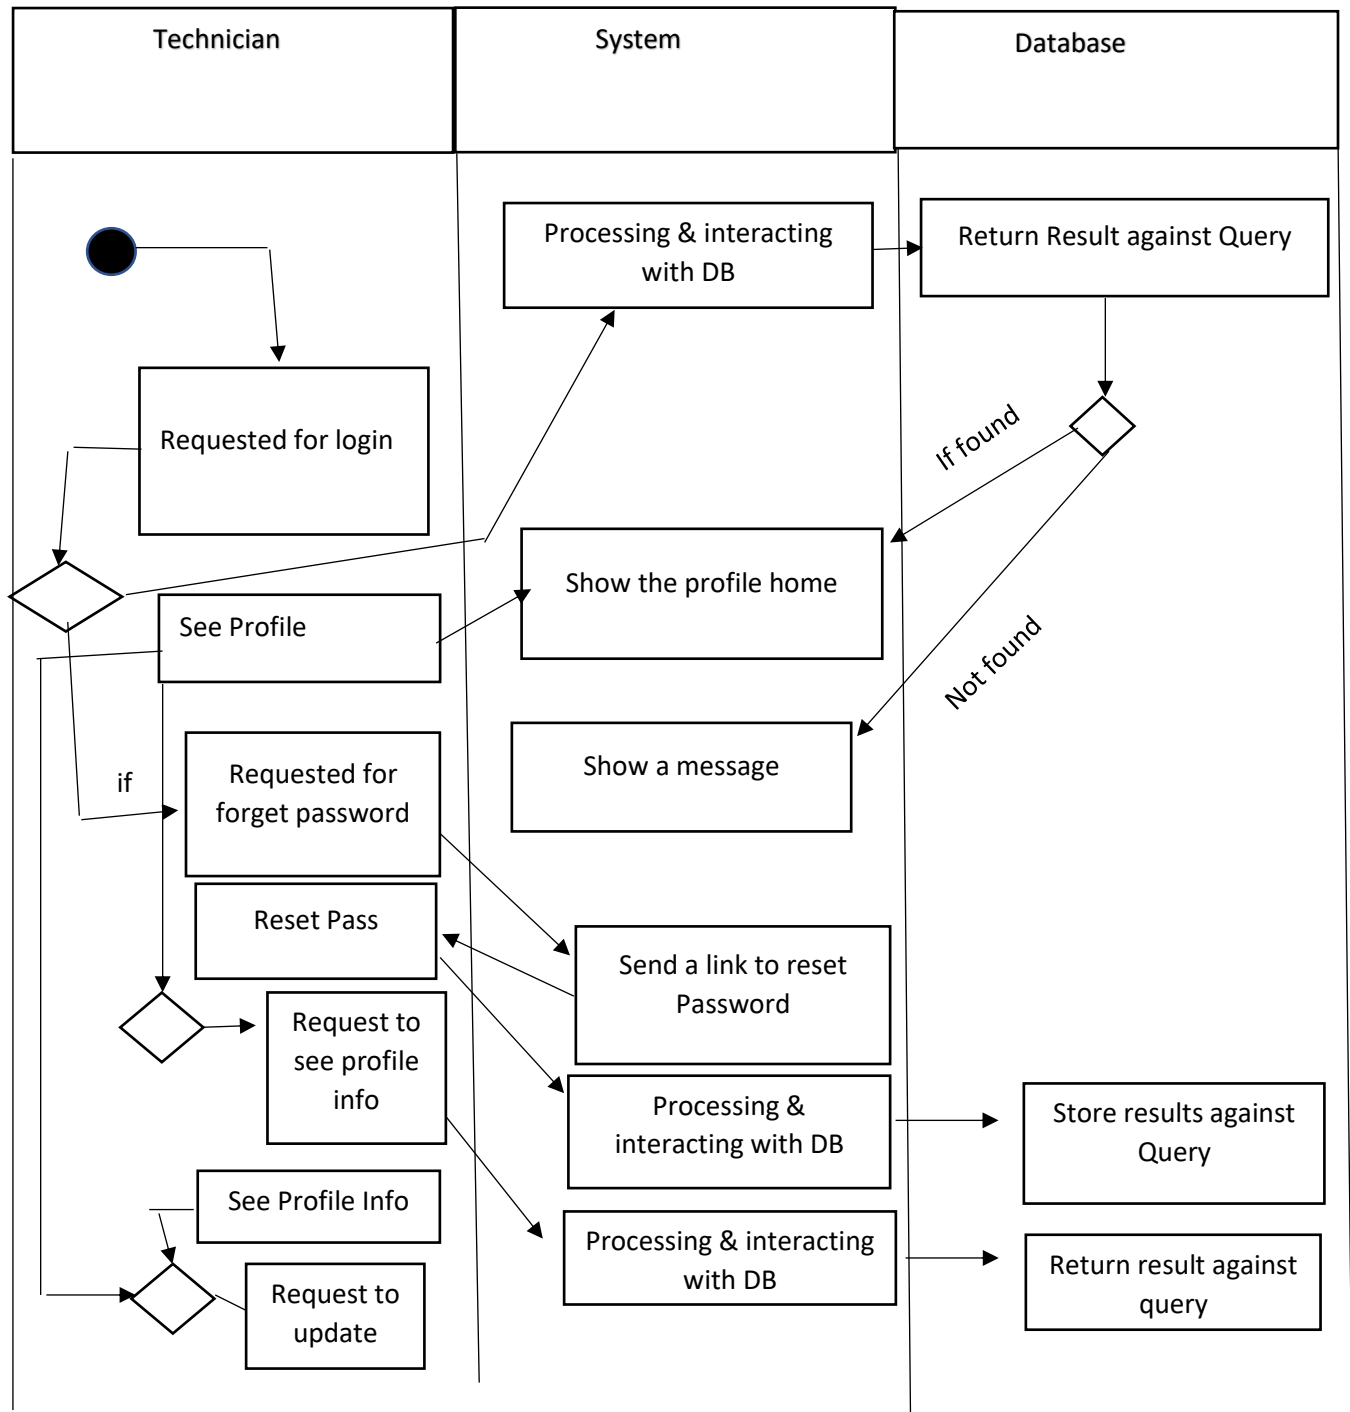 Technician
System
Database
Processing & interacting
with DB
Return Result against Query
Requested for login
If found
Show the profile home
See Profile
Not found
Show a message
if
Requested for
forget password
Reset Pass
Send a link to reset
Password
Request to
see profile
info
Processing &
interacting with DB
Store results against
Query
See Profile Info
Processing & interacting
with DB
Return result against
query
Request to
update